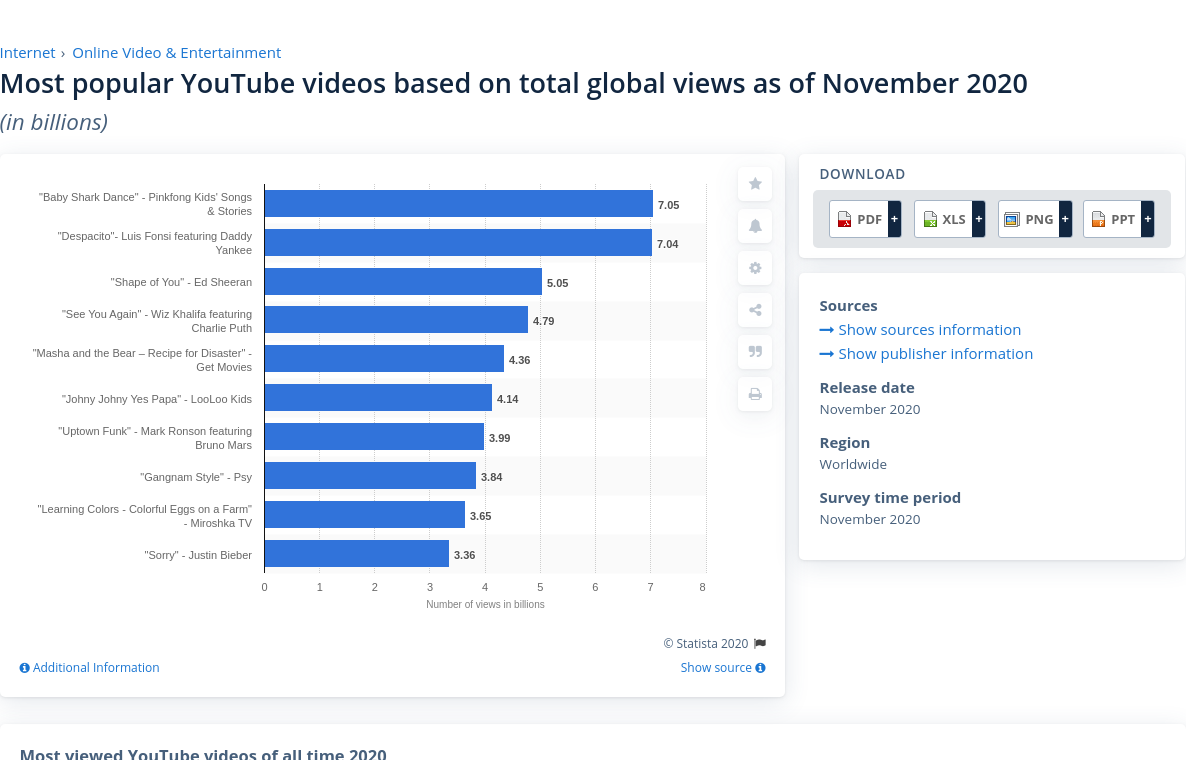 Internet › Online Video & Entertainment
Most popular YouTube videos based on total global views as of November 2020
(in billions)
"Baby Shark Dance" - Pinkfong Kids' Songs
& Stories
7.05
"Despacito"- Luis Fonsi featuring Daddy
Yankee
7.04
"Shape of You" - Ed Sheeran
5.05
"See You Again" - Wiz Khalifa featuring
Charlie Puth
4.79
"Masha and the Bear – Recipe for Disaster" -
Get Movies
4.36
"Johny Johny Yes Papa" - LooLoo Kids
4.14
"Uptown Funk" - Mark Ronson featuring
Bruno Mars
3.99
"Gangnam Style" - Psy
3.84
"Learning Colors - Colorful Eggs on a Farm"
- Miroshka TV
3.65
"Sorry" - Justin Bieber
3.36
0 1 2 3 4 5 6 7 8
Number of views in billions
© Statista 2020
Additional Information
Show source
DOWNLOAD
PDF + XLS + PNG + PPT +
Sources
Show sources information
Show publisher information
Release date
November 2020
Region
Worldwide
Survey time period
November 2020
Most viewed YouTube videos of all time 2020